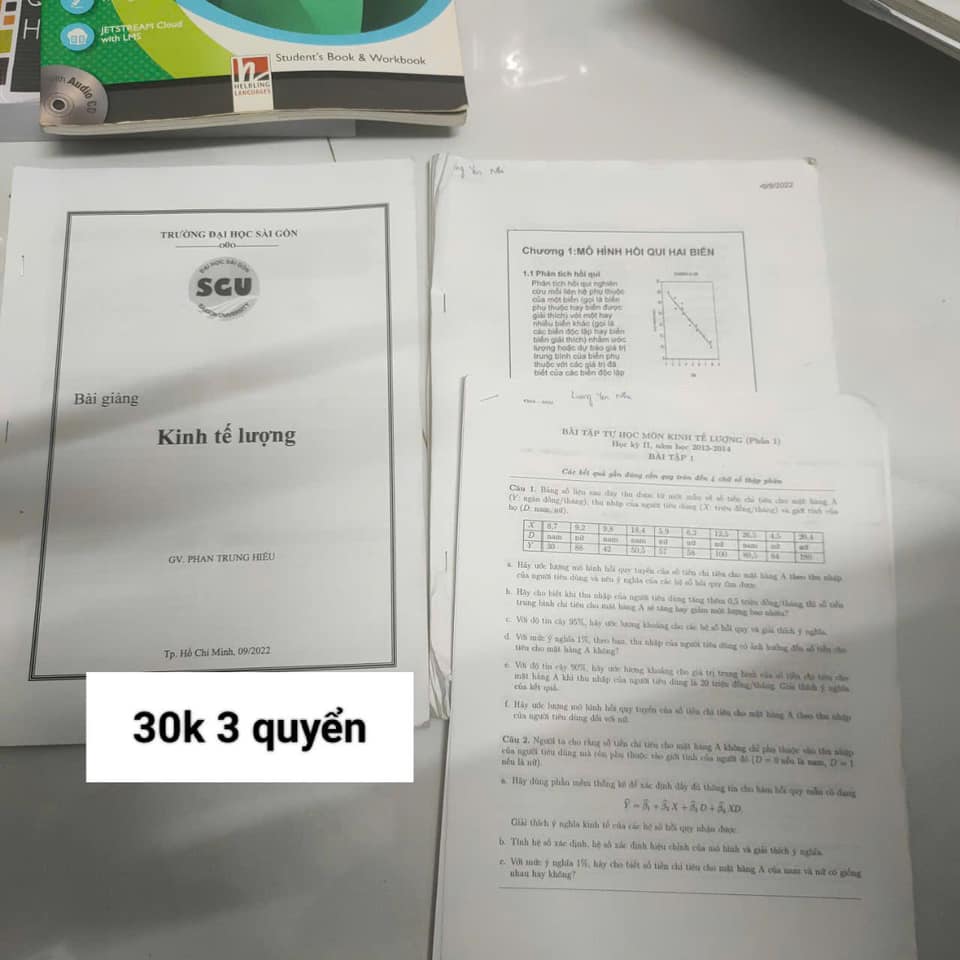 JETSTREAM Cloud
with LMS
Student's Book & Workbook
with Audio CD
HELBLING
LANGUAGES
TRƯỜNG ĐẠI HỌC SÀI GÒN
ĐẠI HỌC SÀI GÒN
SGU
SAIGON UNIVERSITY
Bài giảng
Kinh tế lượng
GV. PHAN TRUNG HIẾU
Tp. Hồ Chí Minh, 09/2022
30k 3 quyển
Yến Nhi
/9/2022
Chương 1:MÔ HÌNH HỒI QUI HAI BIẾN
1.1 Phân tích hồi qui
Phân tích hồi qui nghiên
cứu mối liên hệ phụ thuộc
của một biến (gọi là biến
phụ thuộc hay biến được
giải thích) với một hay
nhiều biến khác (gọi là
các biến độc lập hay biến
biến giải thích) nhằm ước
lượng hoặc dự báo giá trị
trung bình của biến phụ
thuộc với các giá trị đã
biết của các biến độc lập
Yến Nhi
BÀI TẬP TỰ HỌC MÔN KINH TẾ LƯỢNG (Phần 1)
Học kỳ II, năm học 2013-2014
BÀI TẬP 1
Các kết quả gần đúng cần quy tròn đến 4 chữ số thập phân
Câu 1. Bảng số liệu sau đây thu được từ một mẫu về số tiền chi tiêu cho mặt hàng A
(Y: ngàn đồng/tháng), thu nhập của người tiêu dùng (X: triệu đồng/tháng) và giới tính của
họ (D: nam, nữ).
X 8,7 9,2 9,8 18,4 5,9 6,3 12,5 26,5 4,5 20,4
D nam nữ nam nam nữ nữ nữ nam nữ nữ
Y 30 88 42 50,5 57 58 100 80,5 84 180
a. Hãy ước lượng mô hình hồi quy tuyến của số tiền chi tiêu cho mặt hàng A theo thu nhập
của người tiêu dùng và nêu ý nghĩa của các hệ số hồi quy tìm được.
b. Hãy cho biết khi thu nhập của người tiêu dùng tăng thêm 0,5 triệu đồng/tháng thì số tiền
trung bình chi tiêu cho mặt hàng A sẽ tăng hay giảm một lượng bao nhiêu?
c. Với độ tin cậy 95%, hãy ước lượng khoảng cho các hệ số hồi quy và giải thích ý nghĩa.
d. Với mức ý nghĩa 1%, theo bạn, thu nhập của người tiêu dùng có ảnh hưởng đến số tiền chi
tiêu cho mặt hàng A không?
e. Với độ tin cậy 90%, hãy ước lượng khoảng cho giá trị trung bình của số tiền chi tiêu cho
mặt hàng A khi thu nhập của người tiêu dùng là 20 triệu đồng/tháng. Giải thích ý nghĩa
của kết quả.
f. Hãy ước lượng mô hình hồi quy tuyến của số tiền chi tiêu cho mặt hàng A theo thu nhập
của người tiêu dùng đối với nữ.
Câu 2. Người ta cho rằng số tiền chi tiêu cho mặt hàng A không chỉ phụ thuộc vào thu nhập
của người tiêu dùng mà còn phụ thuộc vào giới tính của người đó (D = 0 nếu là nam, D = 1
nếu là nữ).
a. Hãy dùng phần mềm thống kê để xác định đầy đủ thông tin cho hàm hồi quy mẫu có dạng
Ŷ = β̂₁ + β̂₂X + β̂₃D + β̂₄XD.
Giải thích ý nghĩa kinh tế của các hệ số hồi quy nhận được.
b. Tính hệ số xác định, hệ số xác định hiệu chỉnh của mô hình và giải thích ý nghĩa.
c. Với mức ý nghĩa 1%, hãy cho biết số tiền chi tiêu cho mặt hàng A của nam và nữ có giống
nhau hay không?